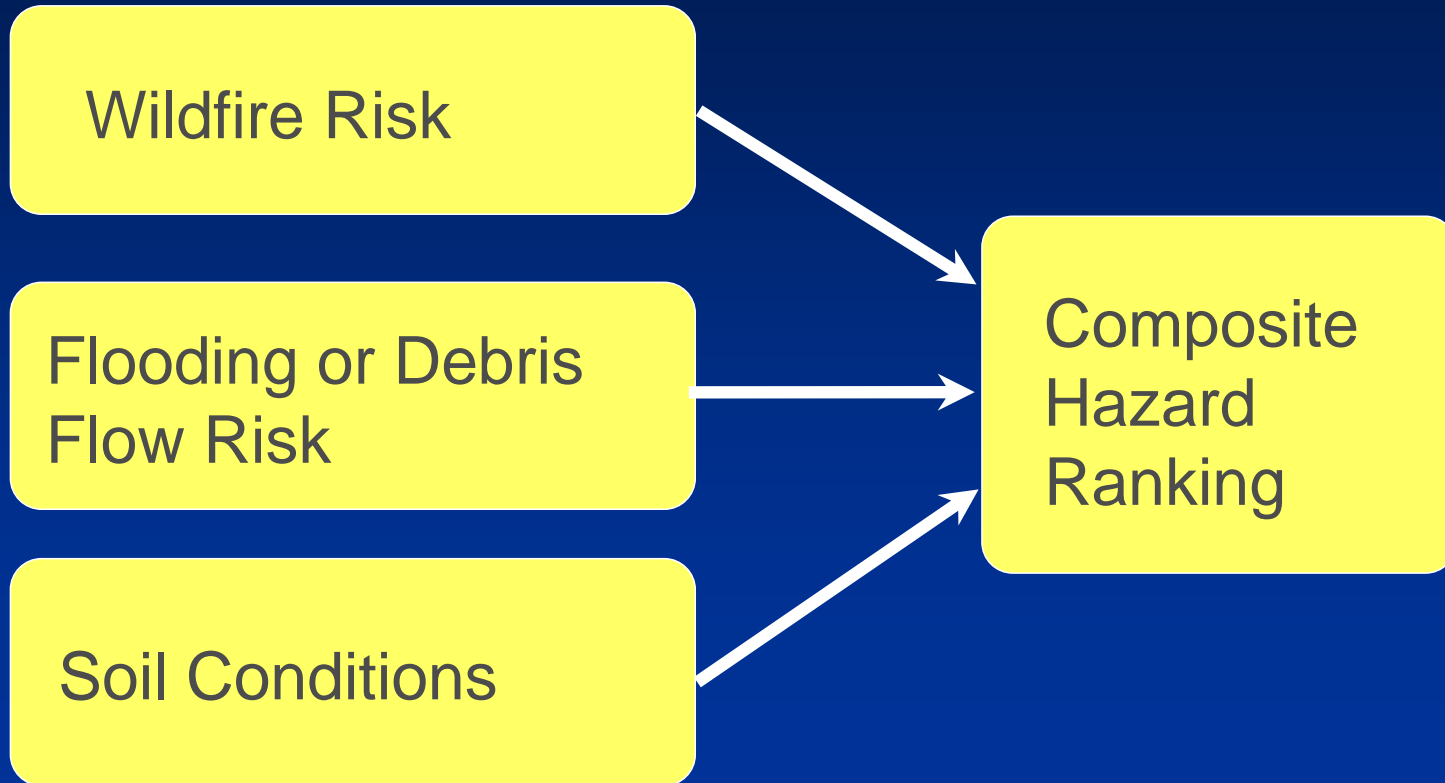 Wildfire Risk
Flooding or Debris
Flow Risk
Soil Conditions
Composite
Hazard
Ranking